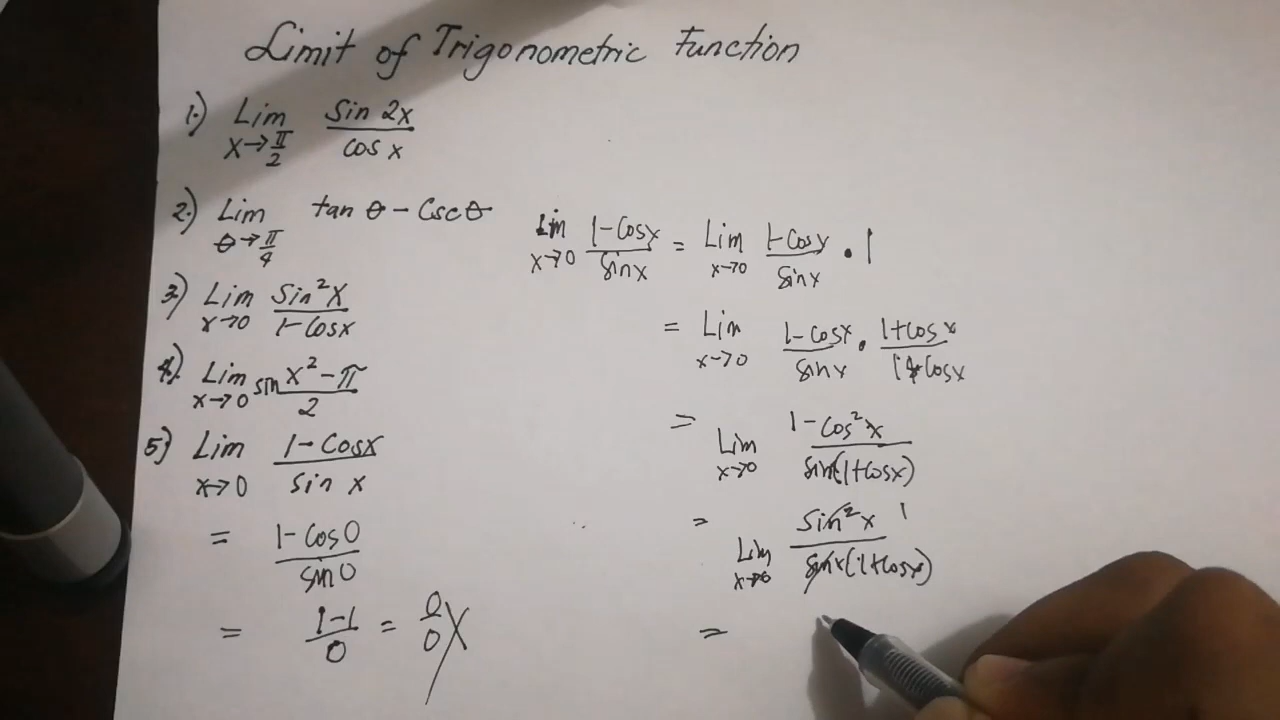 Limit of Trigonometric Function
1.) Lim x→π/2 Sin 2x / cos x
2.) Lim θ→π/4 tan θ - Csc θ
3) Lim x→0 Sin²x / 1-Cosx
4.) Lim x→0 sin x²-π / 2
5) Lim x→0 1-Cosx / sin x
= 1-Cos0 / sin0
= 1-1 / 0 = 0/0
Lim x→0 1-Cosx / Sinx = Lim x→0 1-Cosx / Sinx · 1
= Lim x→0 1-Cosx / sinx · 1+Cosx / 1+Cosx
= Lim x→0 1-Cos²x / sinx(1+Cosx)
= Lim x→0 Sin²x 1 / sinx(1+Cosx)
=